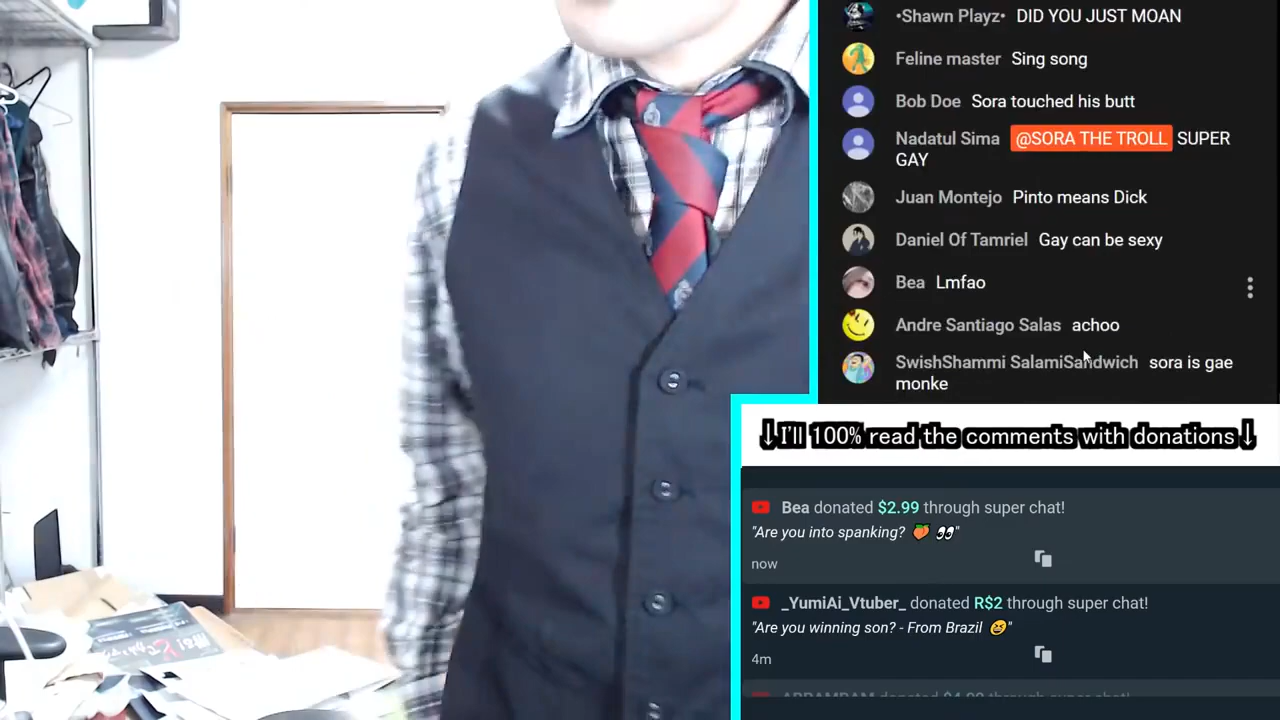 •Shawn Playz• DID YOU JUST MOAN
Feline master Sing song
Bob Doe Sora touched his butt
Nadatul Sima @SORA THE TROLL SUPER
GAY
Juan Montejo Pinto means Dick
Daniel Of Tamriel Gay can be sexy
Bea Lmfao
Andre Santiago Salas achoo
SwishShammi SalamiSandwich sora is gae
monke
↓I'll 100% read the comments with donations↓
Bea donated $2.99 through super chat!
"Are you into spanking? 🍑 👀"
now
_YumiAi_Vtuber_ donated R$2 through super chat!
"Are you winning son? - From Brazil 😆"
4m